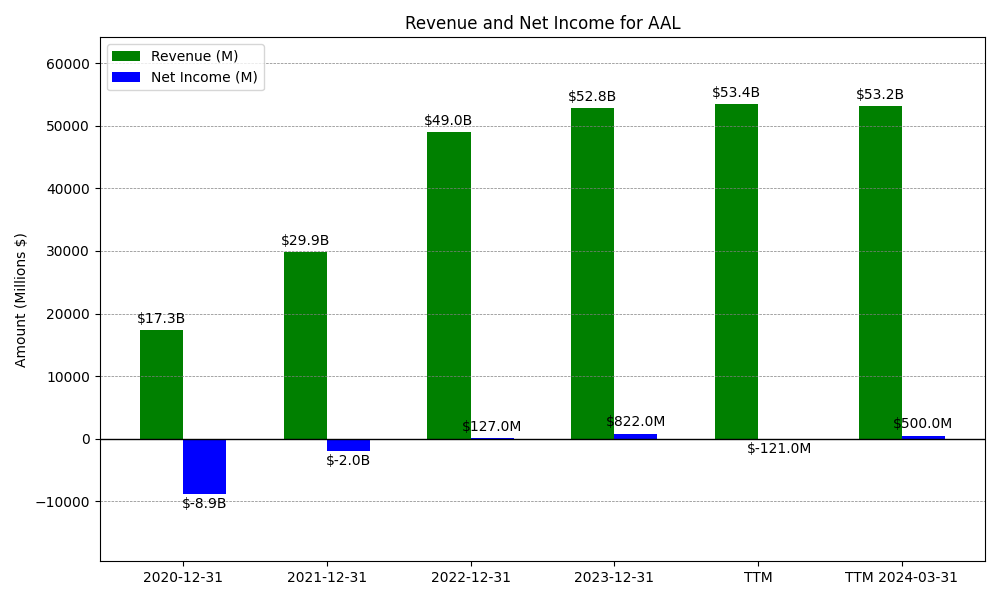 Revenue and Net Income for AAL
Revenue (M)
Net Income (M)
Amount (Millions $)
60000
50000
40000
30000
20000
10000
0
−10000
$17.3B
$-8.9B
$29.9B
$-2.0B
$49.0B
$127.0M
$52.8B
$822.0M
$53.4B
$-121.0M
$53.2B
$500.0M
2020-12-31
2021-12-31
2022-12-31
2023-12-31
TTM
TTM 2024-03-31